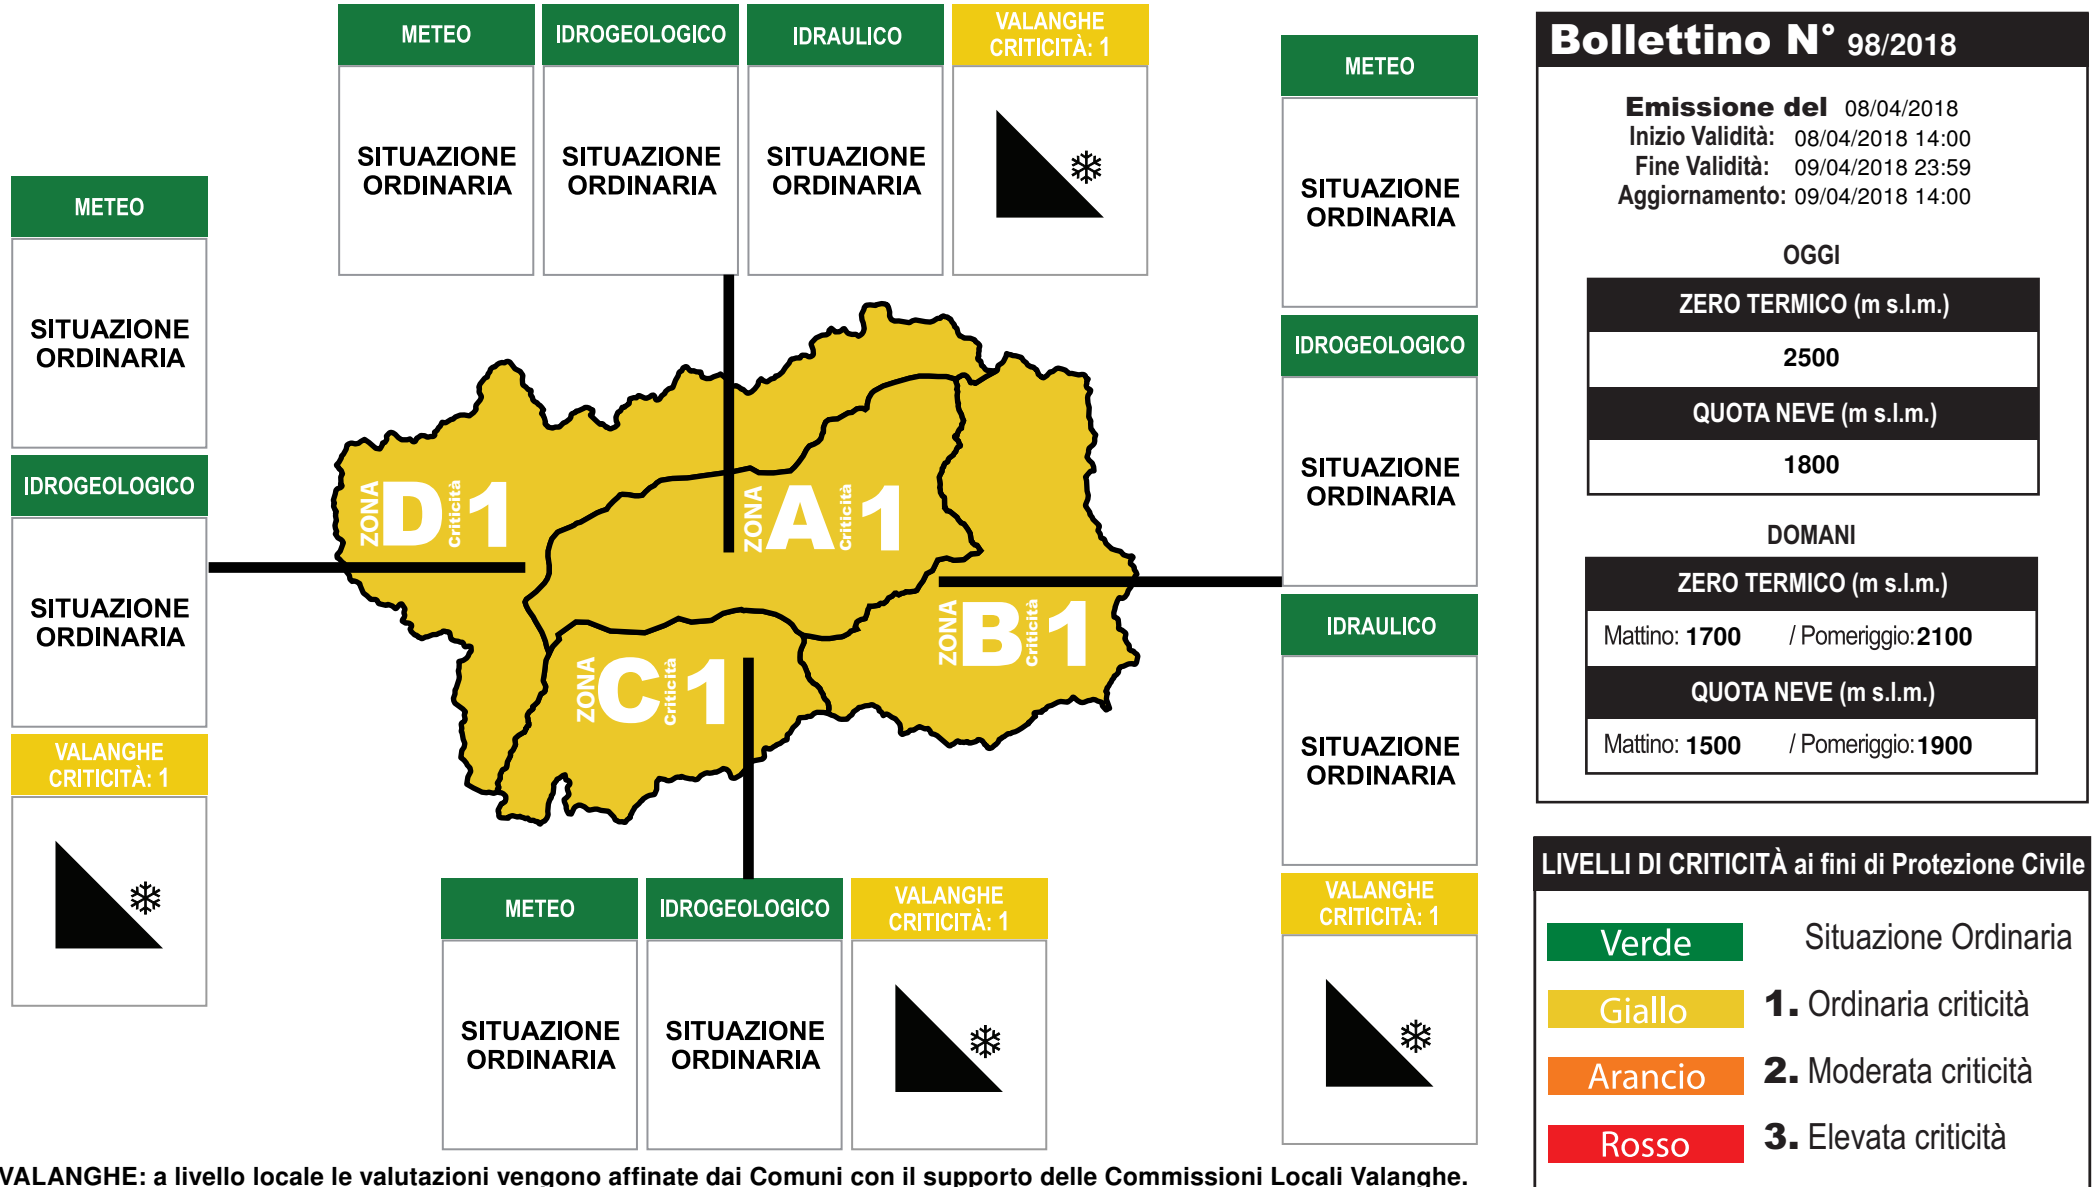 METEO
IDROGEOLOGICO
IDRAULICO
VALANGHE
CRITICITÀ: 1
SITUAZIONE
ORDINARIA
SITUAZIONE
ORDINARIA
SITUAZIONE
ORDINARIA
METEO
SITUAZIONE
ORDINARIA
IDROGEOLOGICO
SITUAZIONE
ORDINARIA
VALANGHE
CRITICITÀ: 1
METEO
SITUAZIONE
ORDINARIA
IDROGEOLOGICO
SITUAZIONE
ORDINARIA
IDRAULICO
SITUAZIONE
ORDINARIA
VALANGHE
CRITICITÀ: 1
ZONA D Criticità 1
ZONA A Criticità 1
ZONA B Criticità 1
ZONA C Criticità 1
METEO
IDROGEOLOGICO
VALANGHE
CRITICITÀ: 1
SITUAZIONE
ORDINARIA
SITUAZIONE
ORDINARIA
VALANGHE: a livello locale le valutazioni vengono affinate dai Comuni con il supporto delle Commissioni Locali Valanghe.
Bollettino N° 98/2018
Emissione del 08/04/2018
Inizio Validità: 08/04/2018 14:00
Fine Validità: 09/04/2018 23:59
Aggiornamento: 09/04/2018 14:00
OGGI
ZERO TERMICO (m s.l.m.)
2500
QUOTA NEVE (m s.l.m.)
1800
DOMANI
ZERO TERMICO (m s.l.m.)
Mattino: 1700 / Pomeriggio: 2100
QUOTA NEVE (m s.l.m.)
Mattino: 1500 / Pomeriggio: 1900
LIVELLI DI CRITICITÀ ai fini di Protezione Civile
Verde Situazione Ordinaria
Giallo 1. Ordinaria criticità
Arancio 2. Moderata criticità
Rosso 3. Elevata criticità